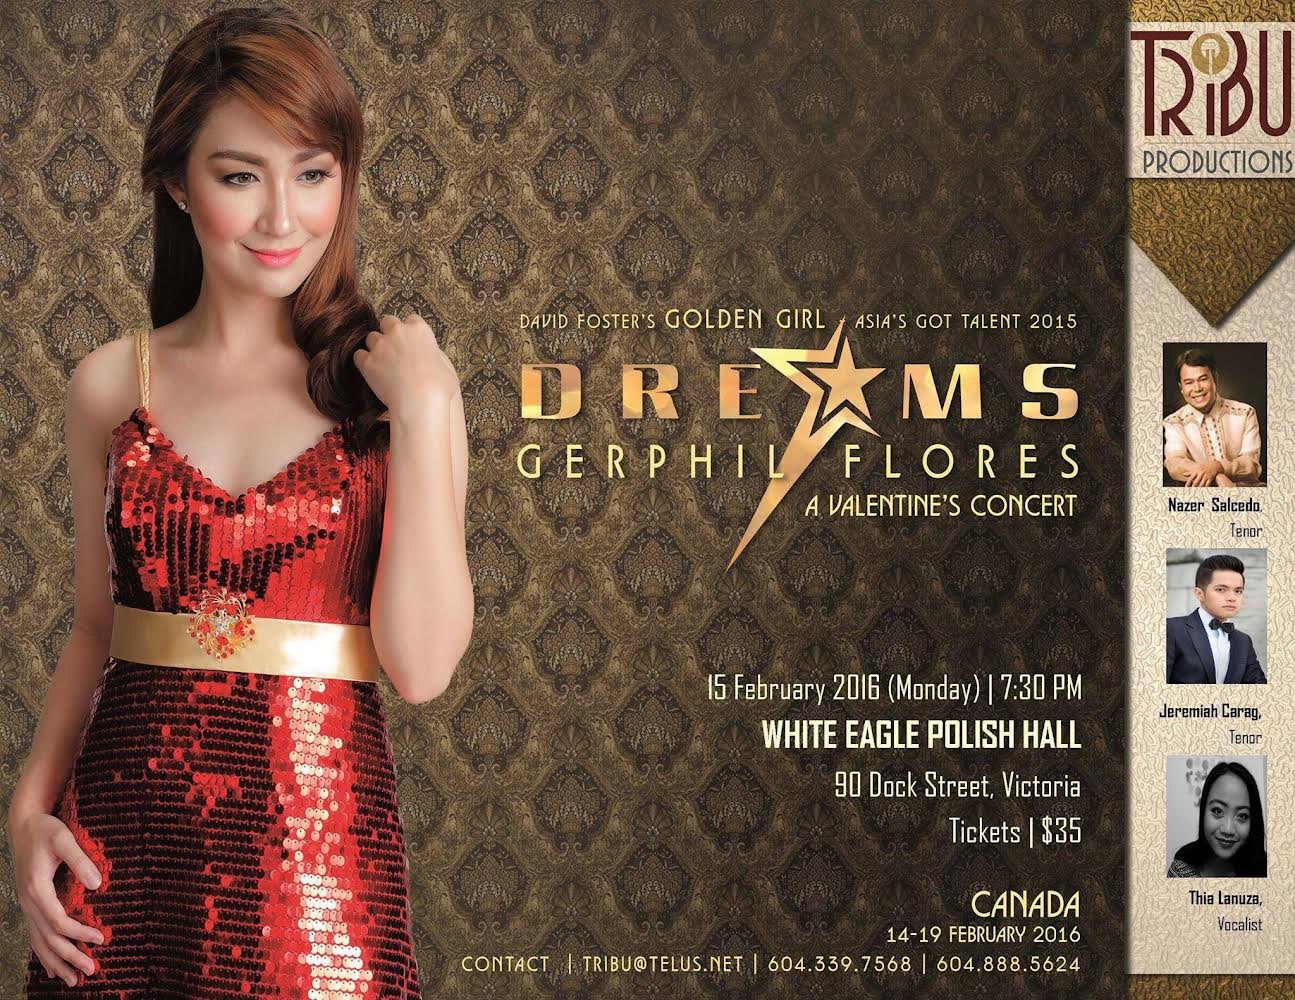 TRIBU
PRODUCTIONS
DAVID FOSTER'S GOLDEN GIRL ASIA'S GOT TALENT 2015
DREAMS
GERPHIL FLORES
A VALENTINE'S CONCERT
15 February 2016 (Monday) | 7:30 PM
WHITE EAGLE POLISH HALL
90 Dock Street, Victoria
Tickets | $35
CANADA
14-19 FEBRUARY 2016
CONTACT | TRIBU@TELUS.NET | 604.339.7568 | 604.888.5624
Nazer Salcedo,
Tenor
Jeremiah Carag,
Tenor
Thia Lanuza,
Vocalist